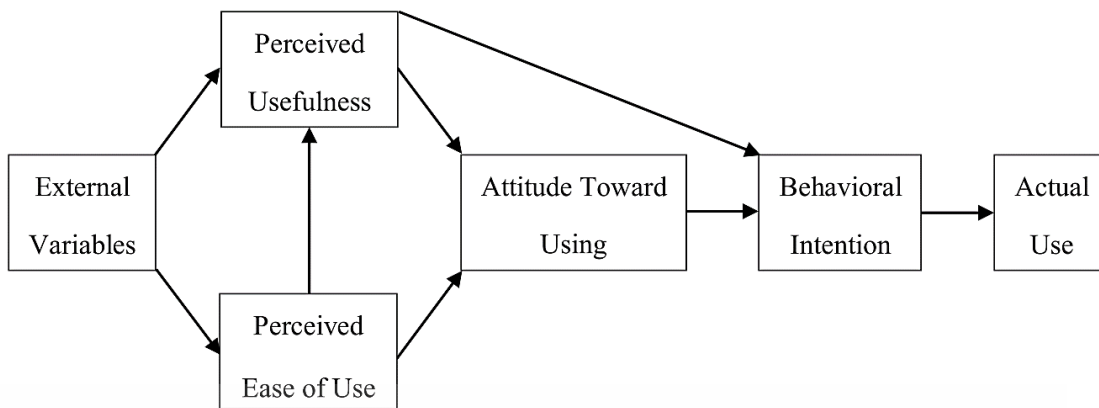 Perceived
Usefulness
External
Variables
Attitude Toward
Using
Behavioral
Intention
Actual
Use
Perceived
Ease of Use